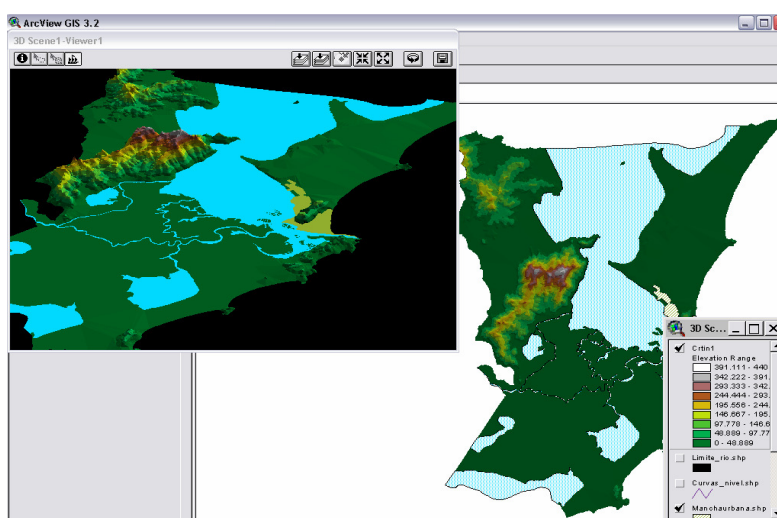 ArcView GIS 3.2
3D Scene1-Viewer1
3D Sc...
Crtin1
Elevation Range
391.111 - 440
342.222 - 391.
293.333 - 342.
244.444 - 293.
195.556 - 244.
146.667 - 195.
97.778 - 146.6
48.889 - 97.77
0 - 48.889
Limite_rio.shp
Curvas_nivel.shp
Manchaurbana.shp